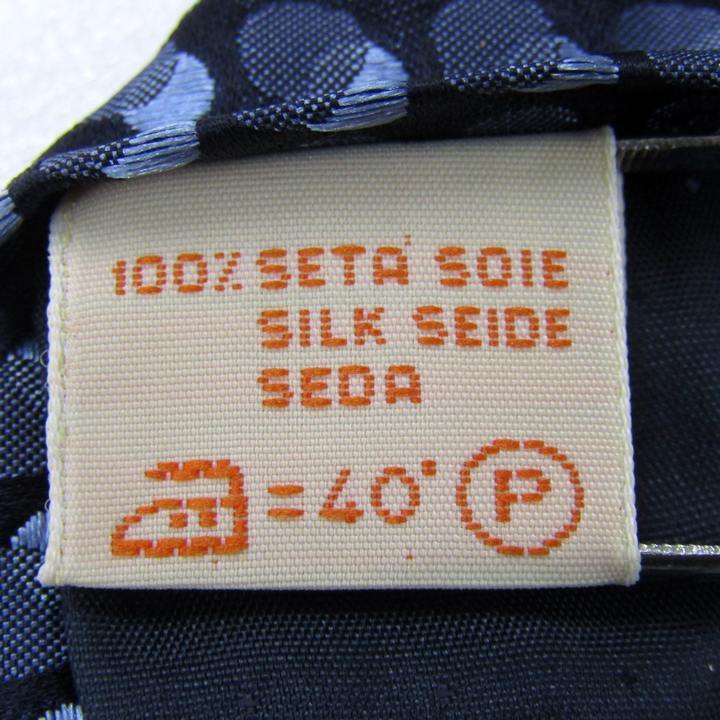 100% SETA SOIE
SILK SEIDE
SEDA
= 40° P